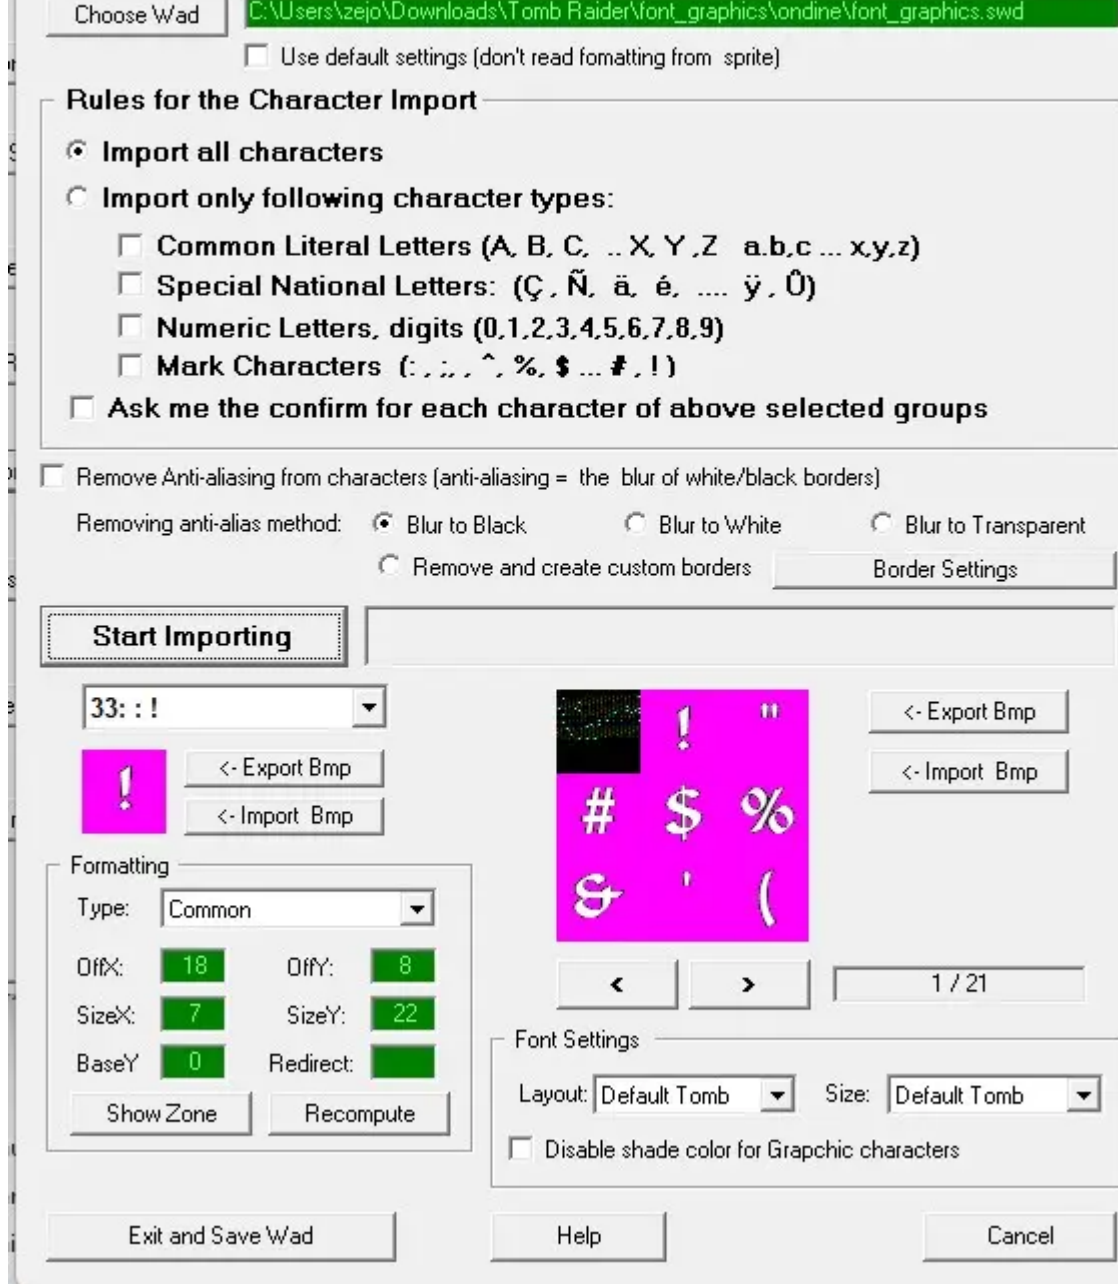 Choose Wad C:\Users\zejo\Downloads\Tomb Raider\font_graphics\ondine\font_graphics.swd
Use default settings (don't read fomatting from sprite)
Rules for the Character Import
Import all characters
Import only following character types:
Common Literal Letters (A, B, C, .. X, Y ,Z a.b,c ... x,y,z)
Special National Letters: (Ç , Ñ, ä, é, .... ÿ , Û)
Numeric Letters, digits (0,1,2,3,4,5,6,7,8,9)
Mark Characters (: , ;, , ^, %, $ ... # , ! )
Ask me the confirm for each character of above selected groups
Remove Anti-aliasing from characters (anti-aliasing = the blur of white/black borders)
Removing anti-alias method: Blur to Black Blur to White Blur to Transparent
Remove and create custom borders Border Settings
Start Importing
33: : !
! <- Export Bmp
<- Import Bmp
! "
# $ %
& ' (
<- Export Bmp
<- Import Bmp
Formatting
Type: Common
OffX: 18 OffY: 8
SizeX: 7 SizeY: 22
BaseY 0 Redirect:
Show Zone Recompute
< > 1 / 21
Font Settings
Layout: Default Tomb Size: Default Tomb
Disable shade color for Grapchic characters
Exit and Save Wad Help Cancel